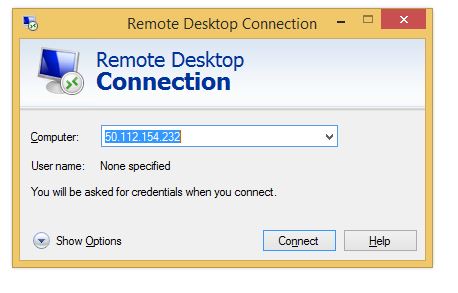 Remote Desktop Connection
Remote Desktop
Connection
Computer: 50.112.154.232
User name: None specified
You will be asked for credentials when you connect.
Show Options Connect Help